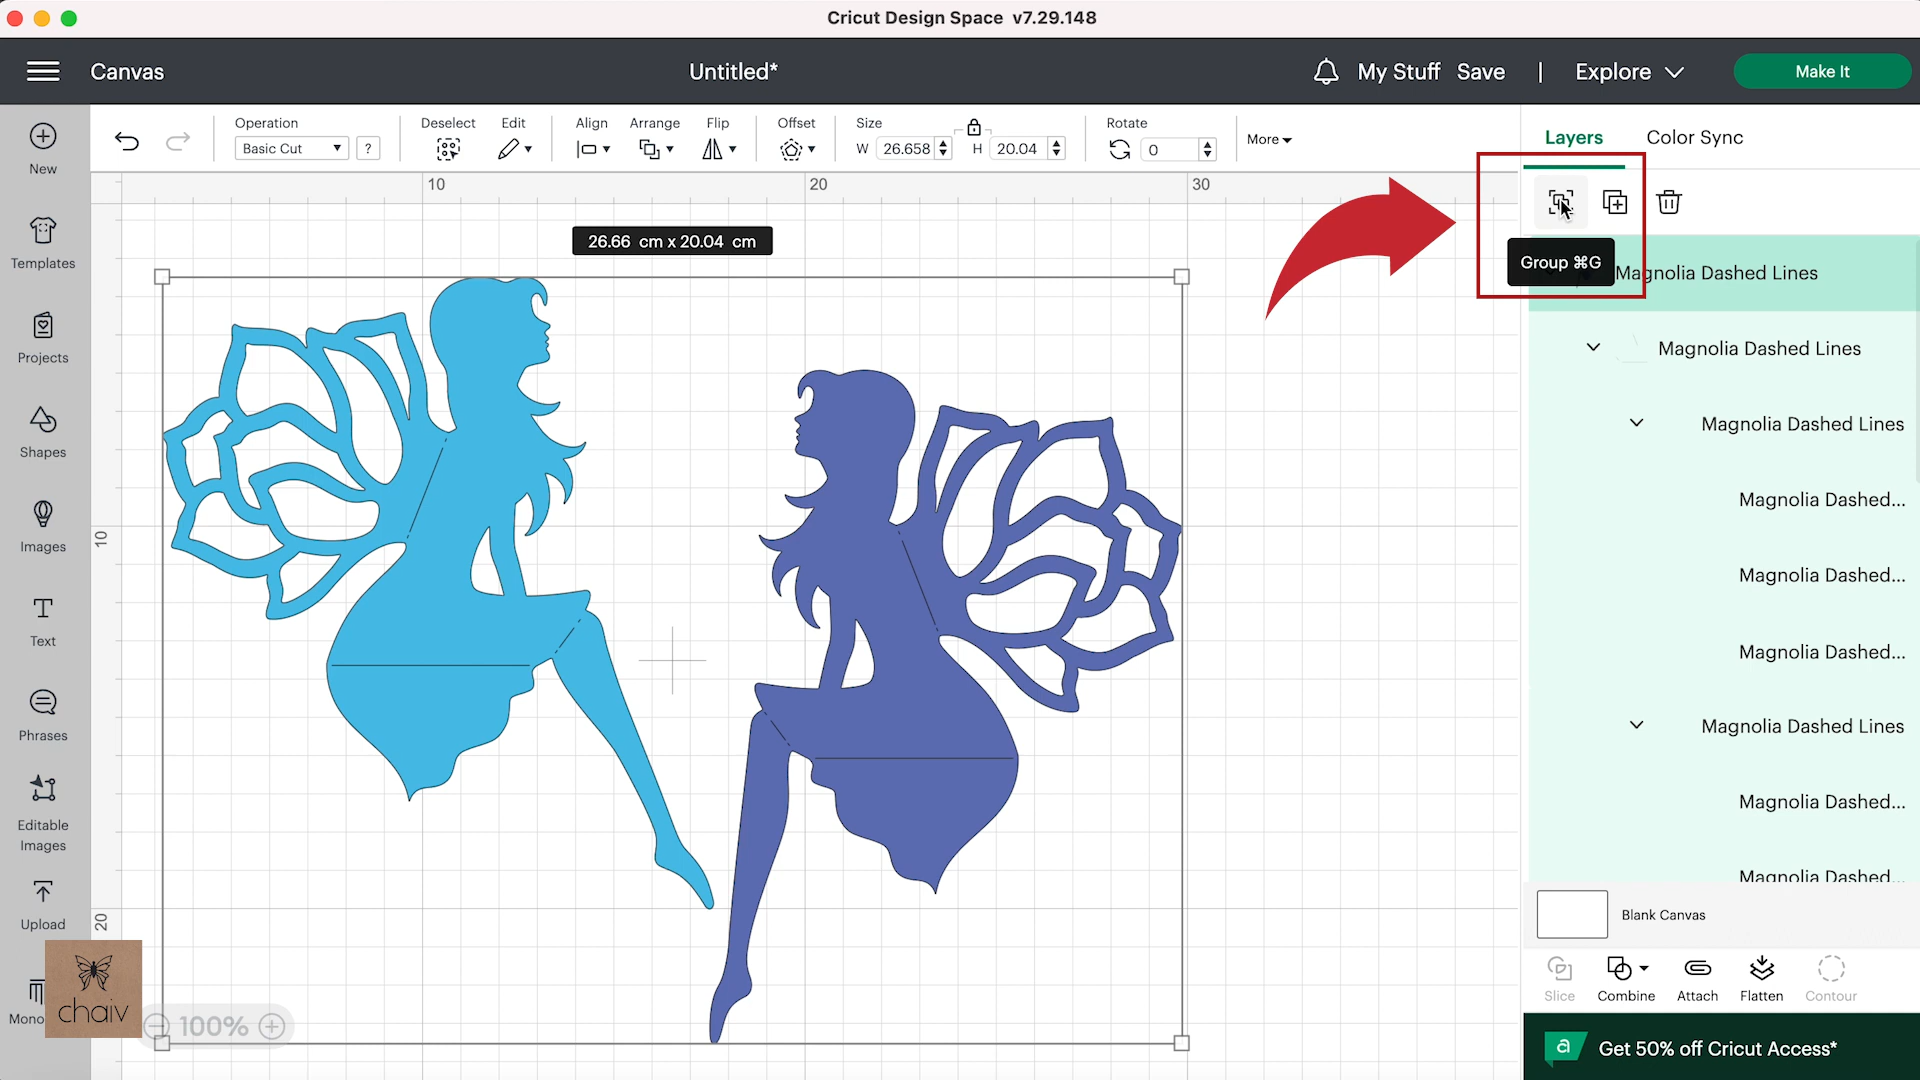 Cricut Design Space v7.29.148
Canvas
Untitled*
My Stuff
Save
|
Explore
Make It
New
Templates
Projects
Shapes
Images
Text
Phrases
Editable
Images
Upload
Mono
chaiv
Operation
Basic Cut
?
Deselect
Edit
Align
Arrange
Flip
Offset
Size
W 26.658
H 20.04
Rotate
0
More
10
20
30
10
20
26.66 cm x 20.04 cm
100%
Layers
Color Sync
Group ⌘G
Magnolia Dashed Lines
Magnolia Dashed Lines
Magnolia Dashed Lines
Magnolia Dashed...
Magnolia Dashed...
Magnolia Dashed...
Magnolia Dashed Lines
Magnolia Dashed...
Magnolia Dashed...
Blank Canvas
Slice
Combine
Attach
Flatten
Contour
a
Get 50% off Cricut Access*